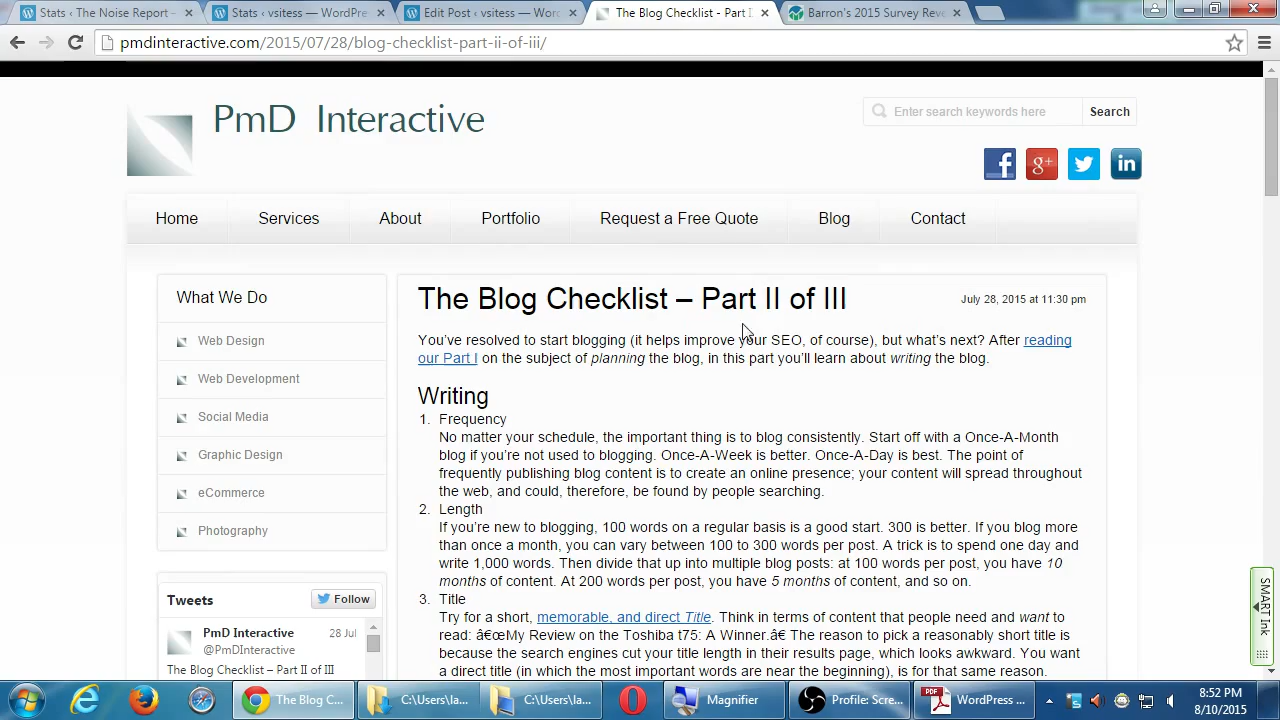 Stats ‹ The Noise Report -
Stats ‹ vsitess — WordPre
Edit Post ‹ vsitess — Wor
The Blog Checklist - Part I
Barron's 2015 Survey Rev
pmdinteractive.com/2015/07/28/blog-checklist-part-ii-of-iii/
PmD Interactive
Enter search keywords here
Search
Home
Services
About
Portfolio
Request a Free Quote
Blog
Contact
What We Do
Web Design
Web Development
Social Media
Graphic Design
eCommerce
Photography
Tweets
Follow
PmD Interactive
28 Jul
@PMDInteractive
The Blog Checklist – Part II of III
The Blog Checklist – Part II of III
July 28, 2015 at 11:30 pm
You've resolved to start blogging (it helps improve your SEO, of course), but what's next? After reading
our Part I on the subject of planning the blog, in this part you'll learn about writing the blog.
Writing
1. Frequency
No matter your schedule, the important thing is to blog consistently. Start off with a Once-A-Month
blog if you're not used to blogging. Once-A-Week is better. Once-A-Day is best. The point of
frequently publishing blog content is to create an online presence; your content will spread throughout
the web, and could, therefore, be found by people searching.
2. Length
If you're new to blogging, 100 words on a regular basis is a good start. 300 is better. If you blog more
than once a month, you can vary between 100 to 300 words per post. A trick is to spend one day and
write 1,000 words. Then divide that up into multiple blog posts: at 100 words per post, you have 10
months of content. At 200 words per post, you have 5 months of content, and so on.
3. Title
Try for a short, memorable, and direct Title. Think in terms of content that people need and want to
read: â€œMy Review on the Toshiba t75: A Winner.â€ The reason to pick a reasonably short title is
because the search engines cut your title length in their results page, which looks awkward. You want
a direct title (in which the most important words are near the beginning), is for that same reason.
SMART Ink
The Blog C...
C:\Users\la...
C:\Users\la...
Magnifier
Profile: Scre...
WordPress ...
8:52 PM
8/10/2015